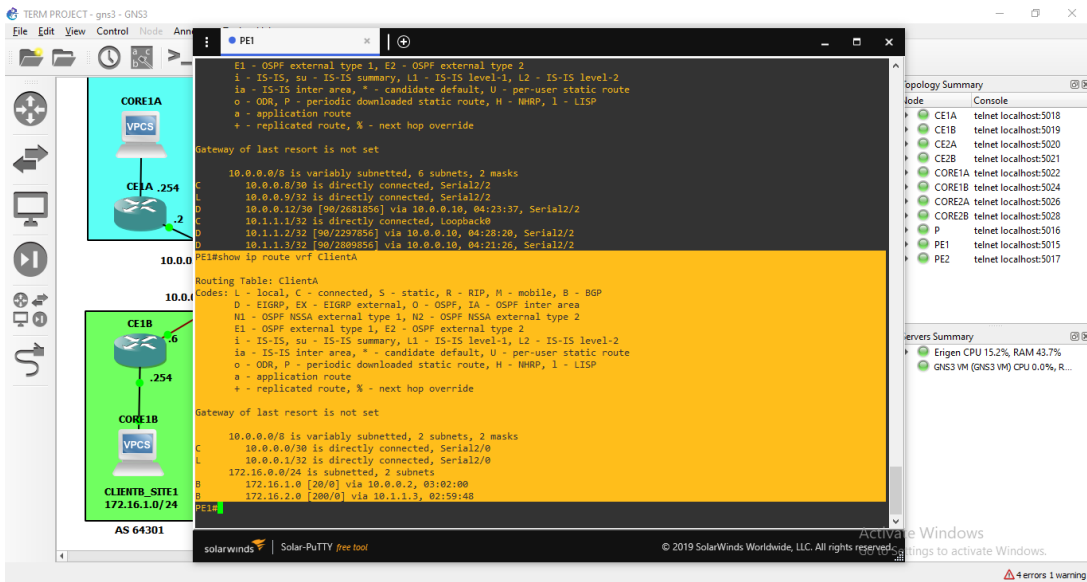 TERM PROJECT - gns3 - GNS3
File Edit View Control Node Ann
PE1
E1 - OSPF external type 1, E2 - OSPF external type 2
i - IS-IS, su - IS-IS summary, L1 - IS-IS level-1, L2 - IS-IS level-2
ia - IS-IS inter area, * - candidate default, U - per-user static route
o - ODR, P - periodic downloaded static route, H - NHRP, l - LISP
a - application route
+ - replicated route, % - next hop override
Gateway of last resort is not set
10.0.0.0/8 is variably subnetted, 6 subnets, 2 masks
C 10.0.0.8/30 is directly connected, Serial2/2
L 10.0.0.9/32 is directly connected, Serial2/2
D 10.0.0.12/30 [90/2681856] via 10.0.0.10, 04:23:37, Serial2/2
C 10.1.1.1/32 is directly connected, Loopback0
D 10.1.1.2/32 [90/2297856] via 10.0.0.10, 04:28:20, Serial2/2
D 10.1.1.3/32 [90/2809856] via 10.0.0.10, 04:21:26, Serial2/2
PE1#show ip route vrf ClientA
Routing Table: ClientA
Codes: L - local, C - connected, S - static, R - RIP, M - mobile, B - BGP
D - EIGRP, EX - EIGRP external, O - OSPF, IA - OSPF inter area
N1 - OSPF NSSA external type 1, N2 - OSPF NSSA external type 2
E1 - OSPF external type 1, E2 - OSPF external type 2
i - IS-IS, su - IS-IS summary, L1 - IS-IS level-1, L2 - IS-IS level-2
ia - IS-IS inter area, * - candidate default, U - per-user static route
o - ODR, P - periodic downloaded static route, H - NHRP, l - LISP
a - application route
+ - replicated route, % - next hop override
Gateway of last resort is not set
10.0.0.0/8 is variably subnetted, 2 subnets, 2 masks
C 10.0.0.0/30 is directly connected, Serial2/0
L 10.0.0.1/32 is directly connected, Serial2/0
172.16.0.0/24 is subnetted, 2 subnets
B 172.16.1.0 [20/0] via 10.0.0.2, 03:02:00
B 172.16.2.0 [200/0] via 10.1.1.3, 02:59:48
PE1#
solarwinds Solar-PuTTY free tool
© 2019 SolarWinds Worldwide, LLC. All rights reserved.
CORE1A
VPCS
CE1A .254
.2
10.0.0
10.0.
CE1B
.6
.254
CORE1B
VPCS
CLIENTB_SITE1
172.16.1.0/24
AS 64301
opology Summary
Node Console
CE1A telnet localhost:5018
CE1B telnet localhost:5019
CE2A telnet localhost:5020
CE2B telnet localhost:5021
CORE1A telnet localhost:5022
CORE1B telnet localhost:5024
CORE2A telnet localhost:5026
CORE2B telnet localhost:5028
P telnet localhost:5016
PE1 telnet localhost:5015
PE2 telnet localhost:5017
ervers Summary
Erigen CPU 15.2%, RAM 43.7%
GNS3 VM (GNS3 VM) CPU 0.0%, R...
Activate Windows
Go to Settings to activate Windows.
4 errors 1 warning